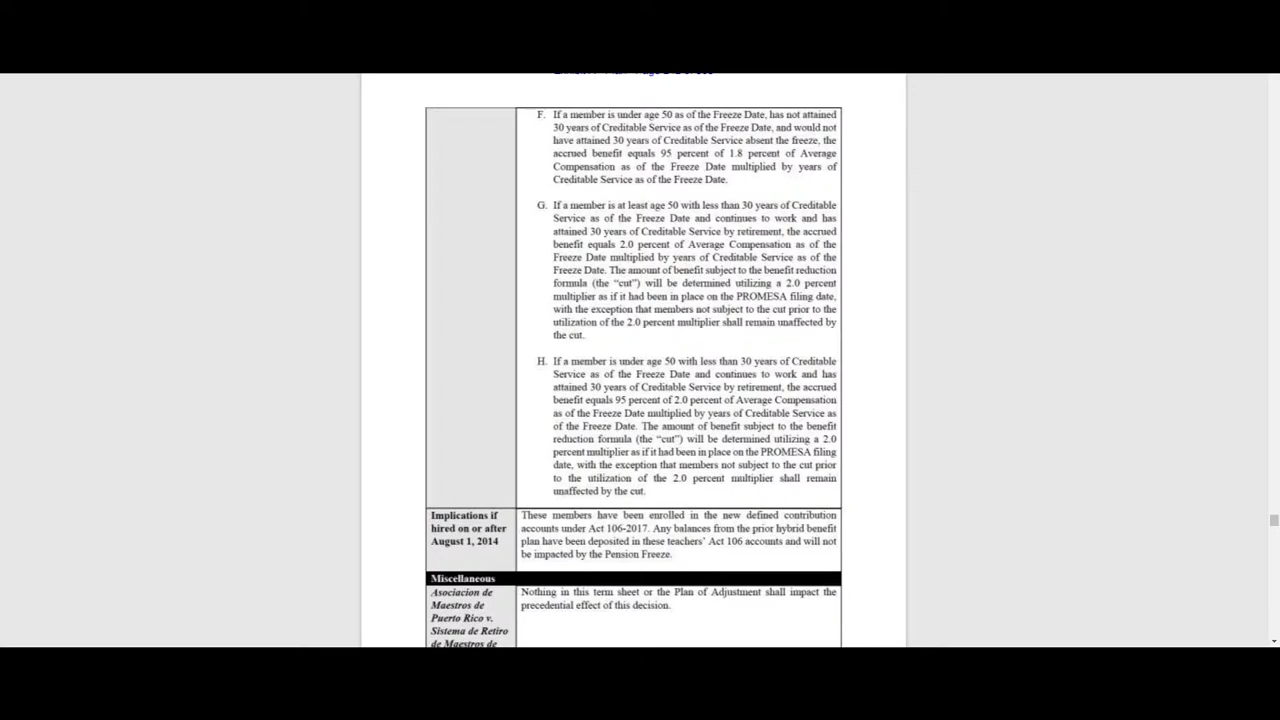 F. If a member is under age 50 as of the Freeze Date, has not attained
30 years of Creditable Service as of the Freeze Date, and would not
have attained 30 years of Creditable Service absent the freeze, the
accrued benefit equals 95 percent of 1.8 percent of Average
Compensation as of the Freeze Date multiplied by years of
Creditable Service as of the Freeze Date.
G. If a member is at least age 50 with less than 30 years of Creditable
Service as of the Freeze Date and continues to work and has
attained 30 years of Creditable Service by retirement, the accrued
benefit equals 2.0 percent of Average Compensation as of the
Freeze Date multiplied by years of Creditable Service as of the
Freeze Date. The amount of benefit subject to the benefit reduction
formula (the “cut”) will be determined utilizing a 2.0 percent
multiplier as if it had been in place on the PROMESA filing date,
with the exception that members not subject to the cut prior to the
utilization of the 2.0 percent multiplier shall remain unaffected by
the cut.
H. If a member is under age 50 with less than 30 years of Creditable
Service as of the Freeze Date and continues to work and has
attained 30 years of Creditable Service by retirement, the accrued
benefit equals 95 percent of 2.0 percent of Average Compensation
as of the Freeze Date multiplied by years of Creditable Service as
of the Freeze Date. The amount of benefit subject to the benefit
reduction formula (the “cut”) will be determined utilizing a 2.0
percent multiplier as if it had been in place on the PROMESA filing
date, with the exception that members not subject to the cut prior
to the utilization of the 2.0 percent multiplier shall remain
unaffected by the cut.
Implications if
hired on or after
August 1, 2014
These members have been enrolled in the new defined contribution
accounts under Act 106-2017. Any balances from the prior hybrid benefit
plan have been deposited in these teachers’ Act 106 accounts and will not
be impacted by the Pension Freeze.
Miscellaneous
Asociacion de
Maestros de
Puerto Rico v.
Sistema de Retiro
de Maestros de
Nothing in this term sheet or the Plan of Adjustment shall impact the
precedential effect of this decision.